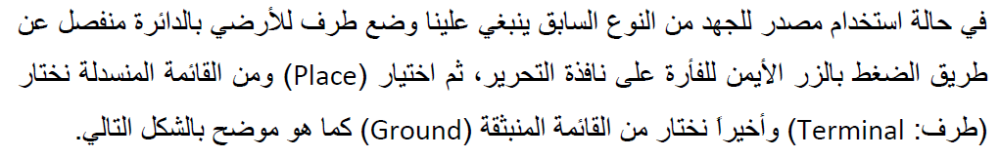 في حالة استخدام مصدر للجهد من النوع السابق ينبغي علينا وضع طرف للأرضي بالدائرة منفصل عن
طريق الضغط بالزر الأيمن للفأرة على نافذة التحرير، ثم اختيار (Place) ومن القائمة المنسدلة نختار
(طرف: Terminal) وأخيراً نختار من القائمة المنبثقة (Ground) كما هو موضح بالشكل التالي.